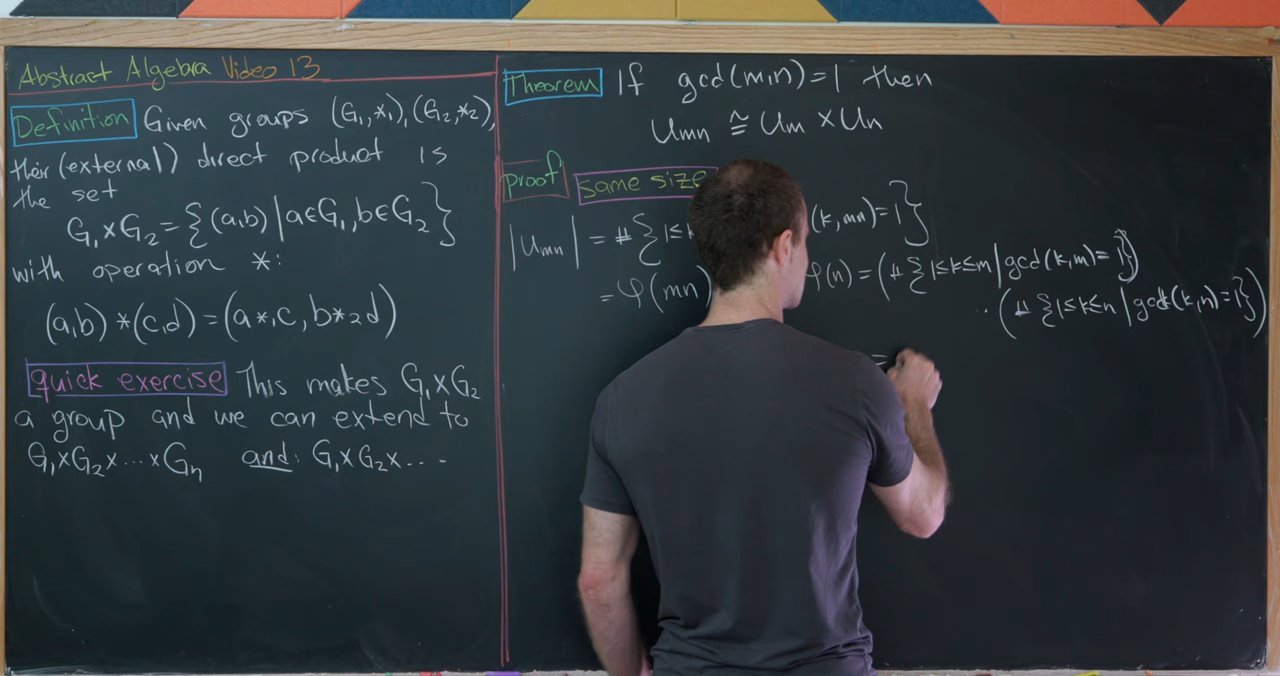 Abstract Algebra Video 13
Definition Given groups (G₁,*₁),(G₂,*₂),
their (external) direct product is
the set
G₁×G₂={(a,b)|a∈G₁,b∈G₂}
with operation *:
(a,b)*(c,d)=(a*₁c,b*₂d)
quick exercise This makes G₁×G₂
a group and we can extend to
G₁×G₂×...×Gₙ and: G₁×G₂×...
Theorem If gcd(m,n)=1 then
Uₘₙ ≅ Uₘ×Uₙ
proof same size
|Uₘₙ| = #{1≤k (k,mn)=1}
=φ(mn) φ(n)=(#{1≤k≤m|gcd(k,m)=1})
·(#{1≤k≤n|gcd(k,n)=1})
=